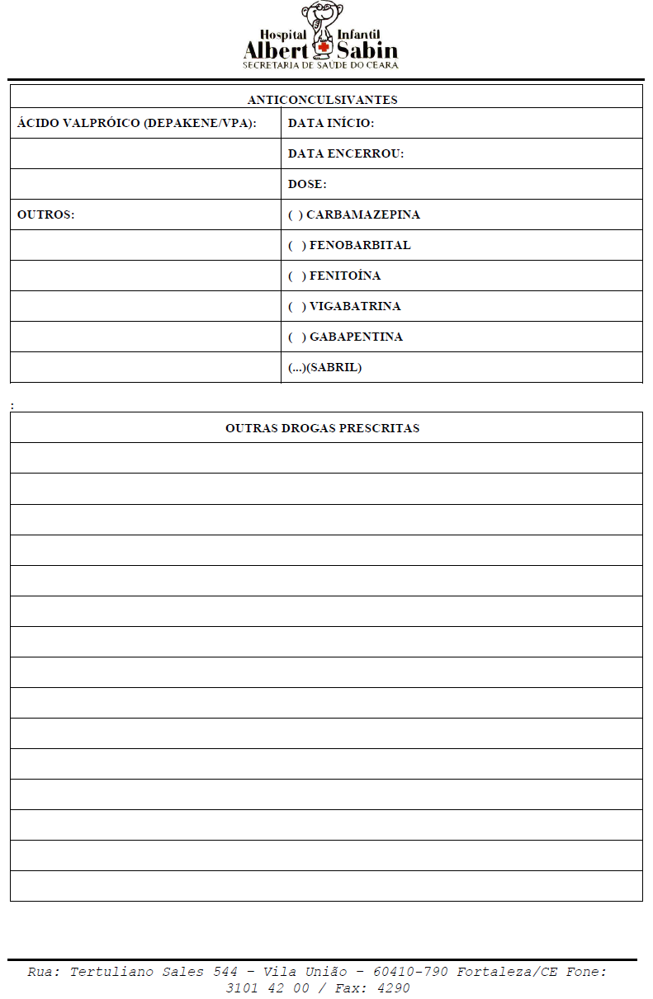 Hospital Infantil
Albert Sabin
SECRETARIA DE SAUDE DO CEARA
ANTICONCULSIVANTES
ÁCIDO VALPRÓICO (DEPAKENE/VPA): DATA INÍCIO:
DATA ENCERROU:
DOSE:
OUTROS: ( ) CARBAMAZEPINA
( ) FENOBARBITAL
( ) FENITOÍNA
( ) VIGABATRINA
( ) GABAPENTINA
(...)(SABRIL)
:
OUTRAS DROGAS PRESCRITAS
Rua: Tertuliano Sales 544 – Vila União – 60410-790 Fortaleza/CE Fone:
3101 42 00 / Fax: 4290